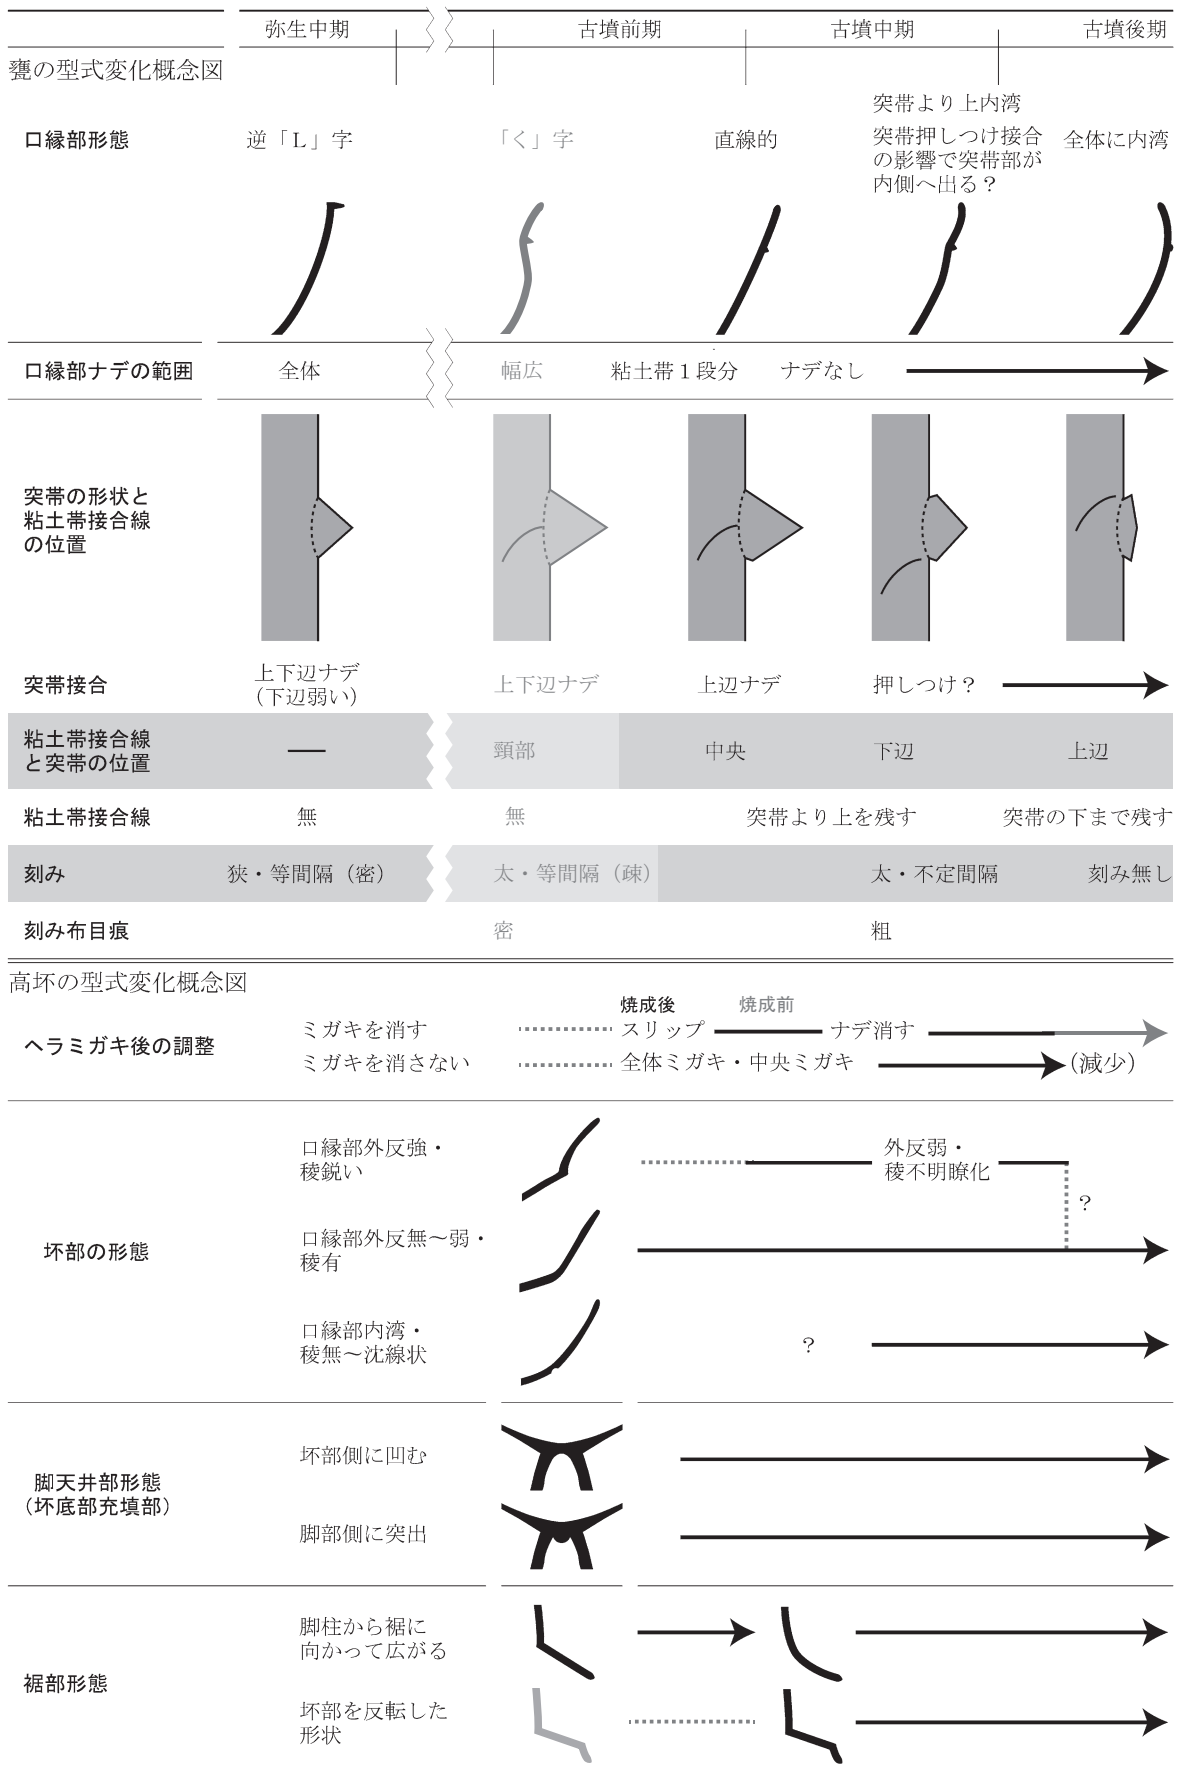 弥生中期 古墳前期 古墳中期 古墳後期
甕の型式変化概念図
突帯より上内湾
口縁部形態 逆「L」字 「く」字 直線的 突帯押しつけ接合 全体に内湾
の影響で突帯部が
内側へ出る？
口縁部ナデの範囲 全体 幅広 粘土帯１段分 ナデなし
突帯の形状と
粘土帯接合線
の位置
突帯接合 上下辺ナデ 上下辺ナデ 上辺ナデ 押しつけ？
（下辺弱い）
粘土帯接合線
と突帯の位置 ― 頸部 中央 下辺 上辺
粘土帯接合線 無 無 突帯より上を残す 突帯の下まで残す
刻み 狭・等間隔（密） 太・等間隔（疎） 太・不定間隔 刻み無し
刻み布目痕 密 粗
高坏の型式変化概念図
焼成後 焼成前
ヘラミガキ後の調整 ミガキを消す スリップ ナデ消す
ミガキを消さない 全体ミガキ・中央ミガキ （減少）
坏部の形態
口縁部外反強・ 外反弱・
稜鋭い 稜不明瞭化
？
口縁部外反無〜弱・
稜有
口縁部内湾・ ？
稜無〜沈線状
脚天井部形態
（坏底部充填部）
坏部側に凹む
脚部側に突出
裾部形態
脚柱から裾に
向かって広がる
坏部を反転した
形状